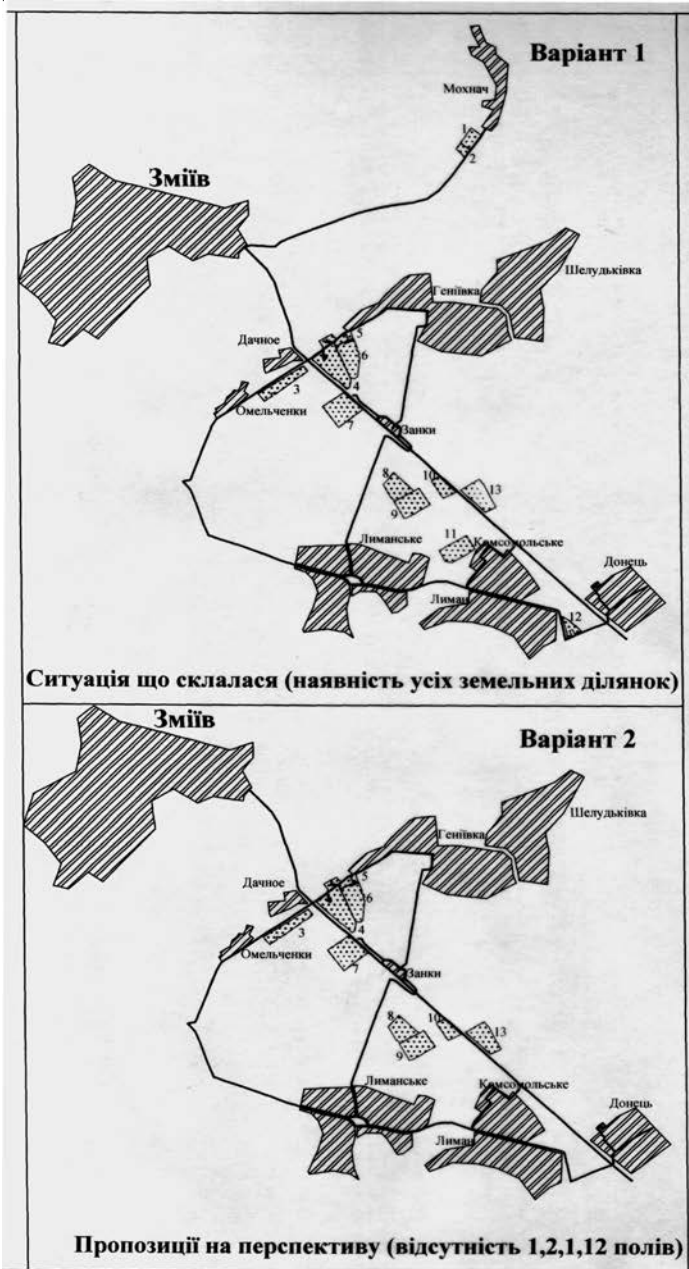 Варіант 1
Мохнач
1
2
Зміїв
Шелудьківка
Геніївка
Дачное
5
6
3
4
Омельченки
7
Занки
8
10
13
9
11
Лиманське
Комсомольське
Донець
Лиман
12
Ситуація що склалася (наявність усіх земельних ділянок)
Зміїв
Варіант 2
Шелудьківка
Геніївка
Дачное
5
6
3
4
Омельченки
7
Занки
8
10
13
9
Лиманське
Комсомольське
Донець
Лиман
Пропозиції на перспективу (відсутність 1,2,1,12 полів)